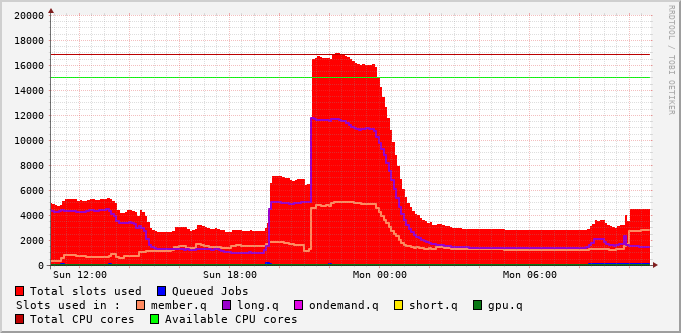 20000
18000
16000
14000
12000
10000
8000
6000
4000
2000
0
Sun 12:00 Sun 18:00 Mon 00:00 Mon 06:00
RRDTOOL / TOBI OETIKER
Total slots used Queued Jobs
Slots used in : member.q long.q ondemand.q short.q gpu.q
Total CPU cores Available CPU cores